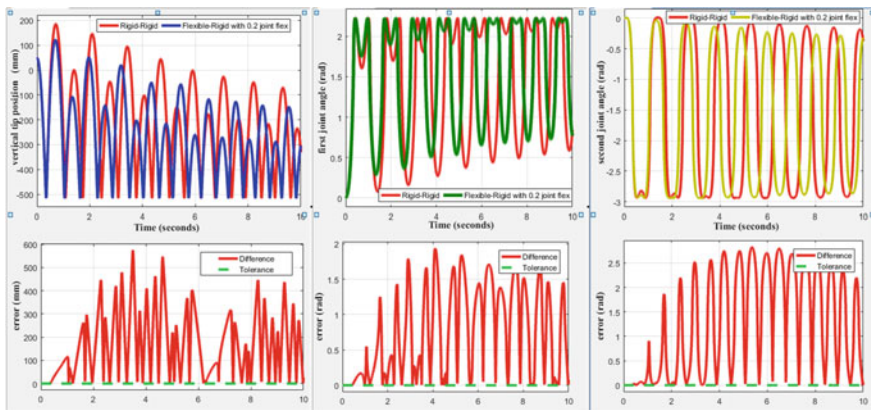 Rigid-Rigid
Flexible-Rigid with 0.2 joint flex
vertical tip position (mm)
200
100
0
-100
-200
-300
-400
-500
0 2 4 6 8 10
Time (seconds)
first joint angle (rad)
2
1.5
1
0.5
0
Rigid-Rigid
Flexible-Rigid with 0.2 joint flex
0 2 4 6 8 10
Time (seconds)
Rigid-Rigid
Flexible-Rigid with 0.2 joint flex
second joint angle (rad)
0
-0.5
-1
-1.5
-2
-2.5
-3
0 2 4 6 8 10
Time (seconds)
Difference
Tolerance
error (mm)
600
500
400
300
200
100
0
0 2 4 6 8 10
Difference
Tolerance
error (rad)
2
1.5
1
0.5
0
0 2 4 6 8 10
Difference
Tolerance
error (rad)
2.5
2
1.5
1
0.5
0
0 2 4 6 8 10